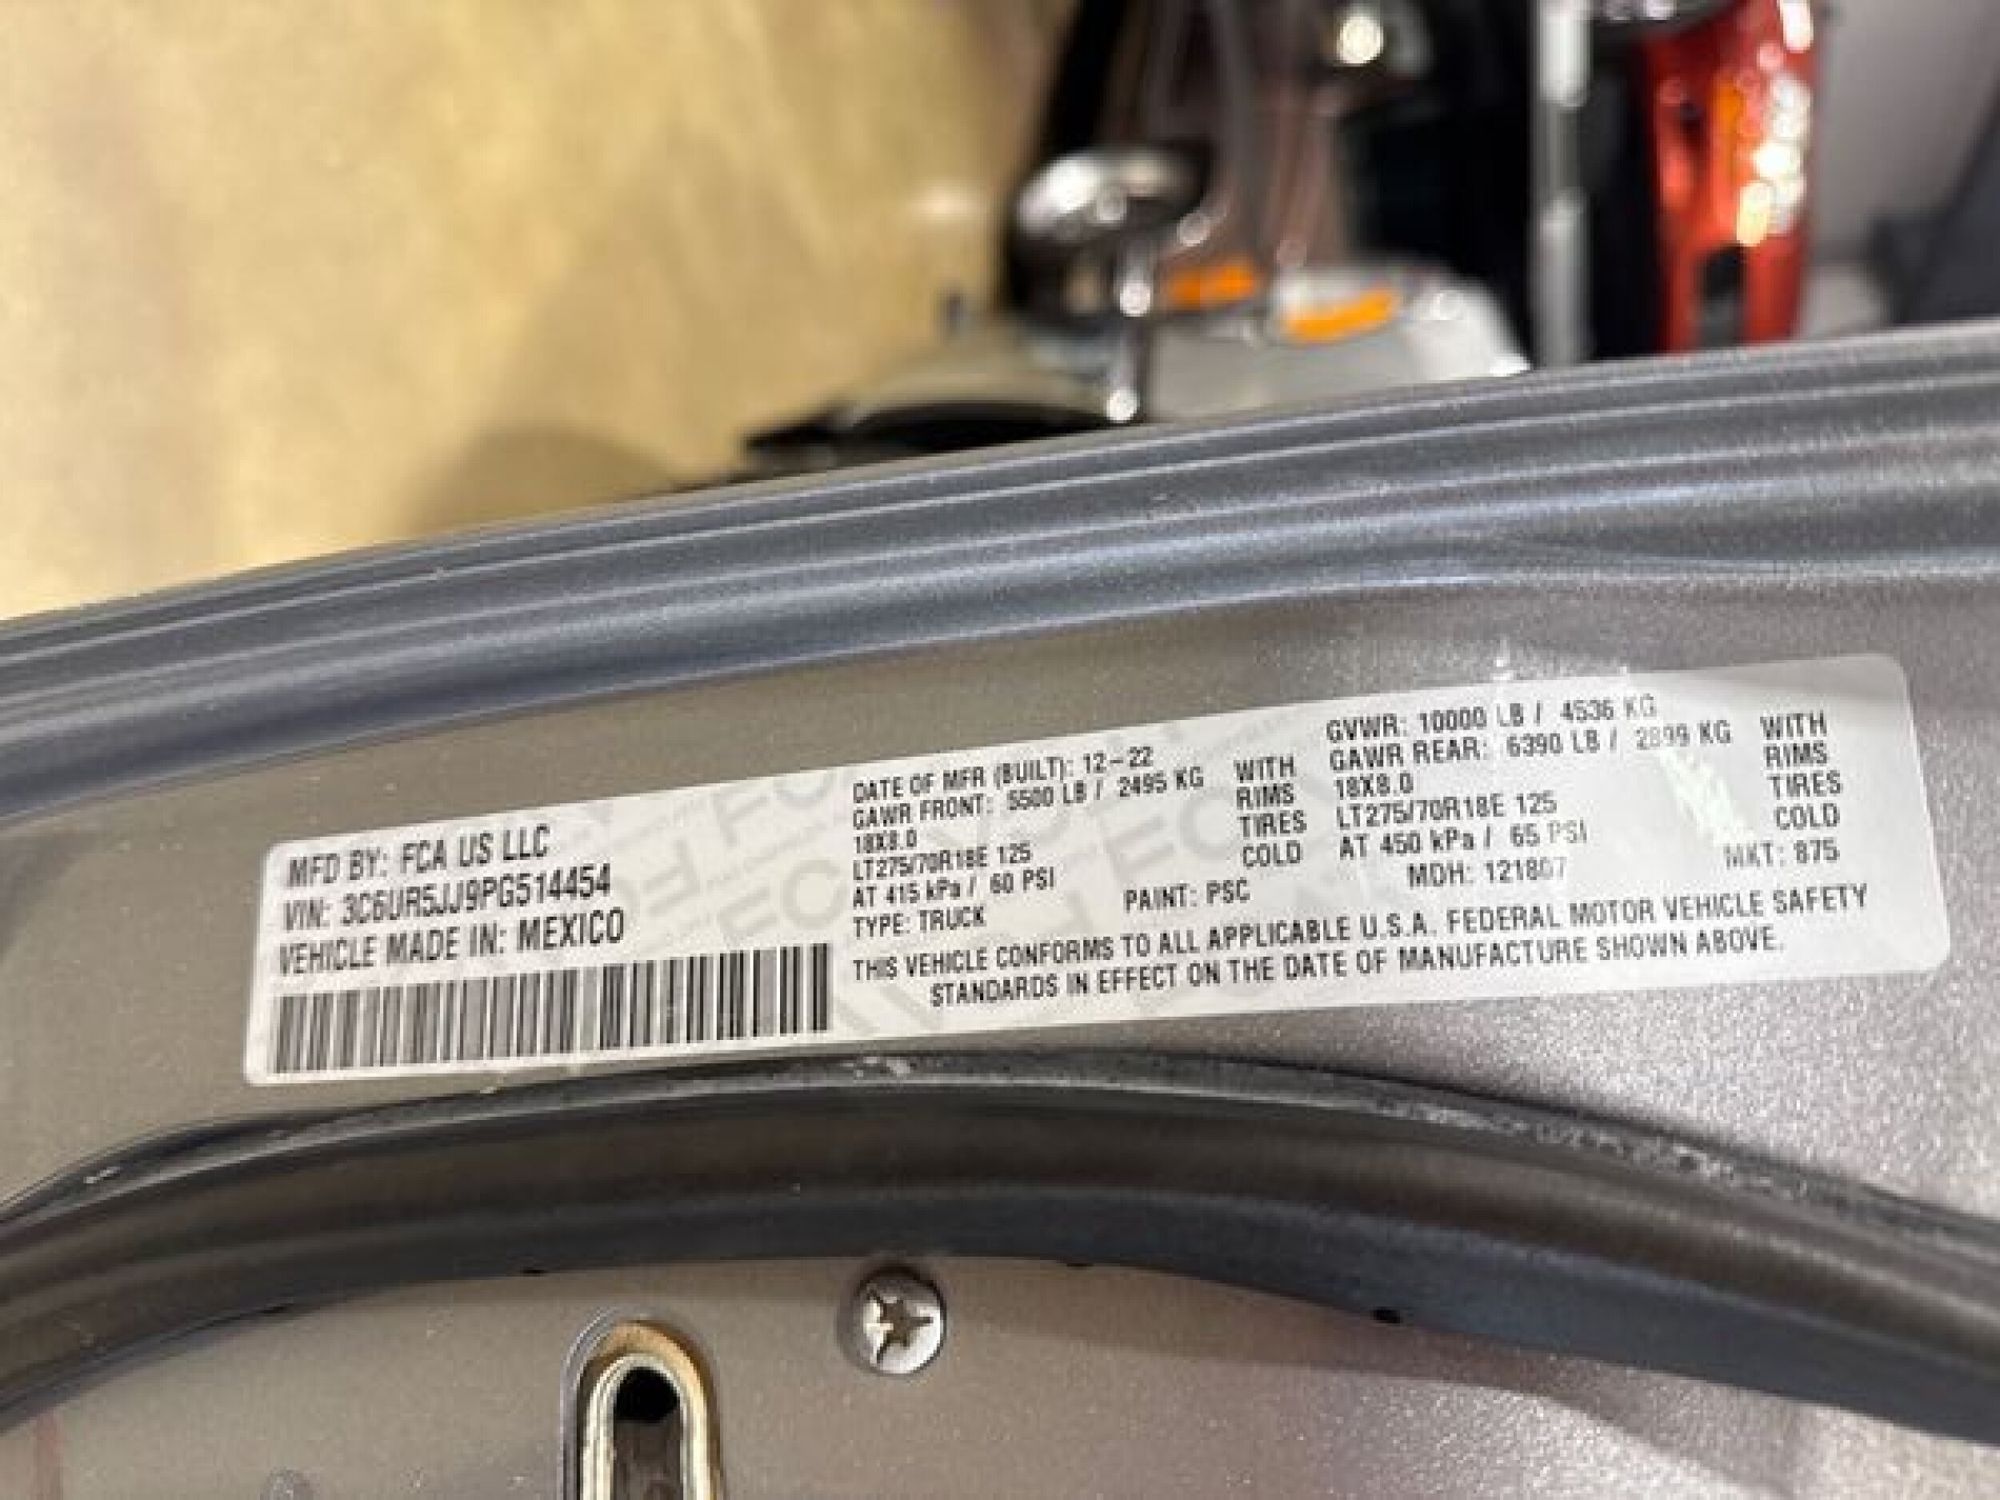 MFD BY: FCA US LLC
VIN: 3C6UR5JJ9PG514454
VEHICLE MADE IN: MEXICO
DATE OF MFR (BUILT): 12-22
GAWR FRONT: 5500 LB / 2495 KG WITH
18X8.0 RIMS
LT275/70R18E 125 TIRES
AT 415 kPa / 60 PSI COLD
TYPE: TRUCK
GVWR: 10000 LB / 4536 KG
GAWR REAR: 6390 LB / 2899 KG WITH
18X8.0 RIMS
LT275/70R18E 125 TIRES
AT 450 kPa / 65 PSI COLD
PAINT: PSC MDH: 121807 MKT: 875
THIS VEHICLE CONFORMS TO ALL APPLICABLE U.S.A. FEDERAL MOTOR VEHICLE SAFETY
STANDARDS IN EFFECT ON THE DATE OF MANUFACTURE SHOWN ABOVE.